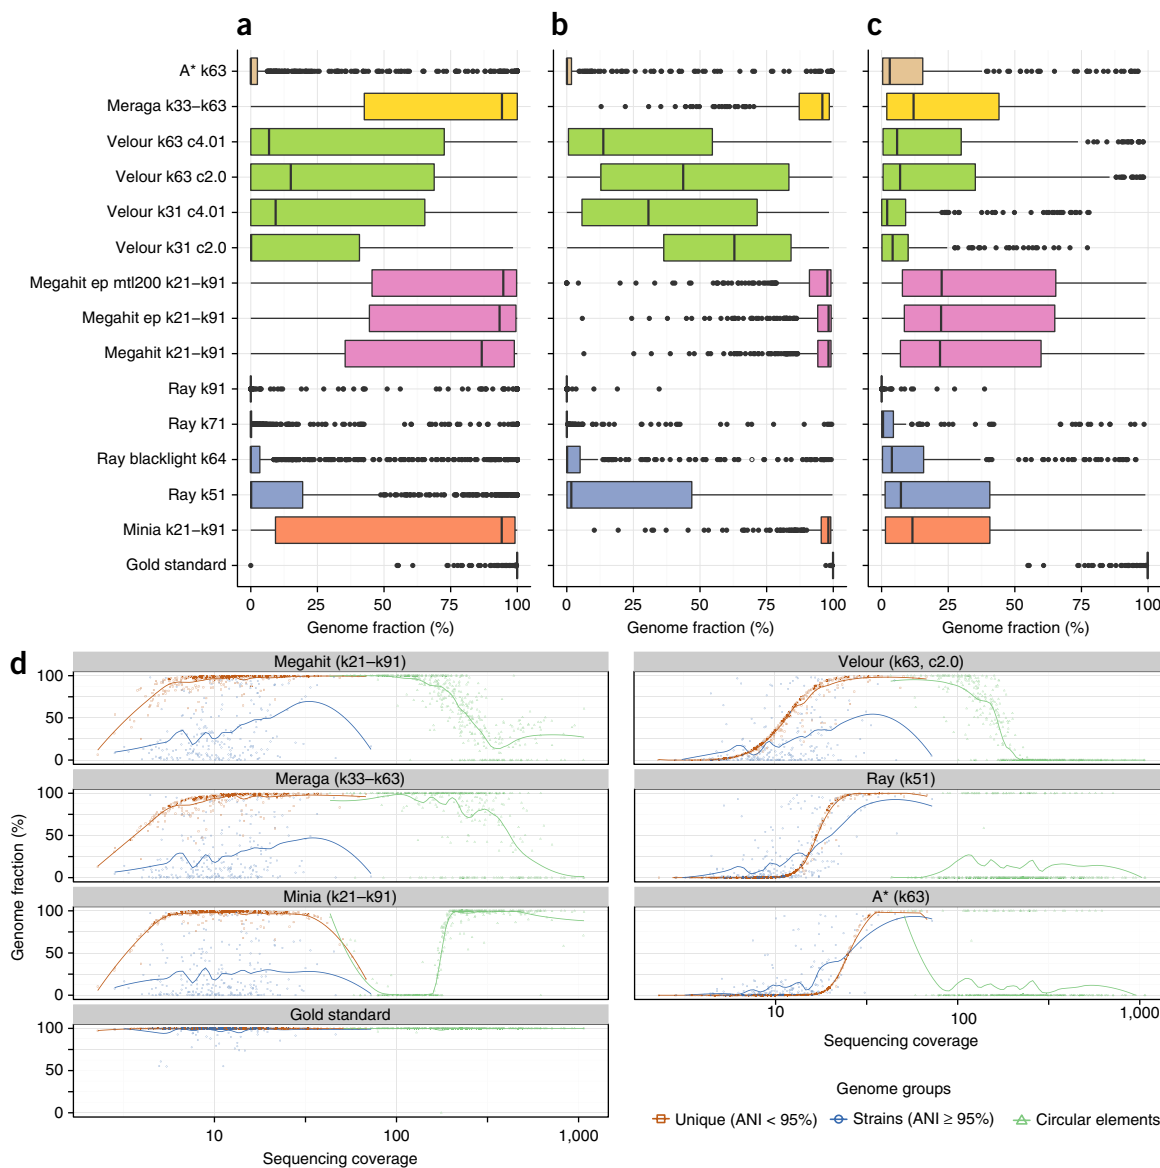 a b c
A* k63
Meraga k33–k63
Velour k63 c4.01
Velour k63 c2.0
Velour k31 c4.01
Velour k31 c2.0
Megahit ep mtl200 k21–k91
Megahit ep k21–k91
Megahit k21–k91
Ray k91
Ray k71
Ray blacklight k64
Ray k51
Minia k21–k91
Gold standard
0 25 50 75 100 0 25 50 75 100 0 25 50 75 100
Genome fraction (%) Genome fraction (%) Genome fraction (%)
d
Megahit (k21–k91) Velour (k63, c2.0)
100 100
50 50
0 0
Meraga (k33–k63) Ray (k51)
100 100
50 50
0 0
Minia (k21–k91) A* (k63)
100 100
50 50
0 0
Gold standard
100
50
0
Genome fraction (%)
10 100 1,000
Sequencing coverage
10 100 1,000
Sequencing coverage
Genome groups
Unique (ANI < 95%) Strains (ANI ≥ 95%) Circular elements